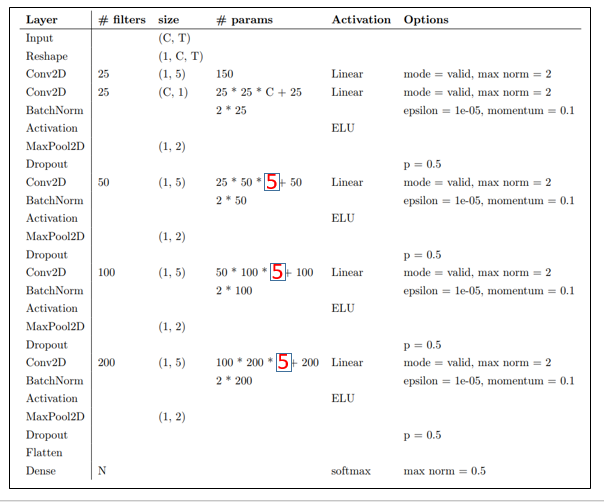 Layer # filters size # params Activation Options
Input (C, T)
Reshape (1, C, T)
Conv2D 25 (1, 5) 150 Linear mode = valid, max norm = 2
Conv2D 25 (C, 1) 25 * 25 * C + 25 Linear mode = valid, max norm = 2
BatchNorm 2 * 25 epsilon = 1e-05, momentum = 0.1
Activation ELU
MaxPool2D (1, 2)
Dropout p = 0.5
Conv2D 50 (1, 5) 25 * 50 * 5 + 50 Linear mode = valid, max norm = 2
BatchNorm 2 * 50 epsilon = 1e-05, momentum = 0.1
Activation ELU
MaxPool2D (1, 2)
Dropout p = 0.5
Conv2D 100 (1, 5) 50 * 100 * 5 + 100 Linear mode = valid, max norm = 2
BatchNorm 2 * 100 epsilon = 1e-05, momentum = 0.1
Activation ELU
MaxPool2D (1, 2)
Dropout p = 0.5
Conv2D 200 (1, 5) 100 * 200 * 5 + 200 Linear mode = valid, max norm = 2
BatchNorm 2 * 200 epsilon = 1e-05, momentum = 0.1
Activation ELU
MaxPool2D (1, 2)
Dropout p = 0.5
Flatten
Dense N softmax max norm = 0.5